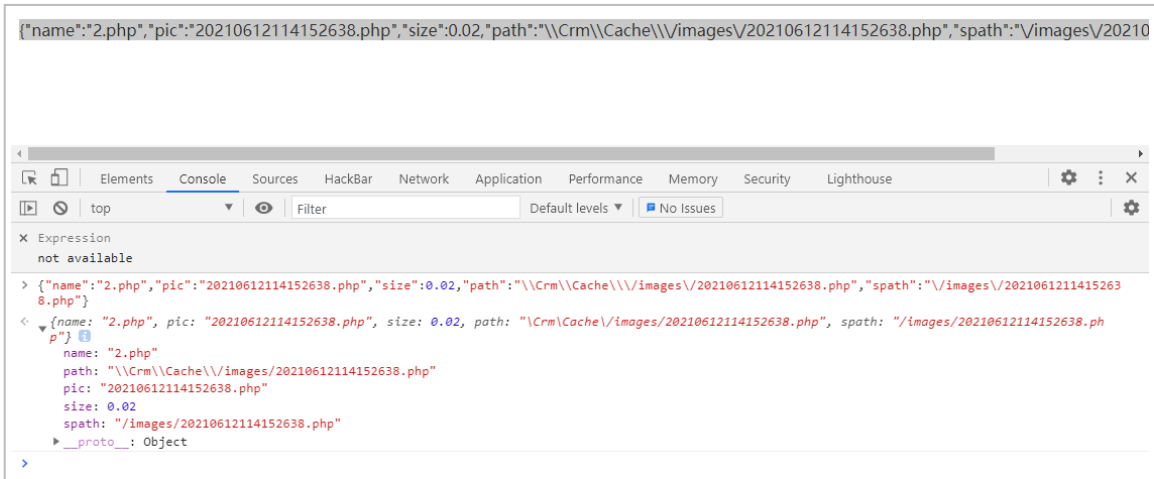 {"name":"2.php","pic":"20210612114152638.php","size":0.02,"path":"\\Crm\\Cache\\\/images\/20210612114152638.php","spath":"\/images\/20210
Elements Console Sources HackBar Network Application Performance Memory Security Lighthouse
top Filter Default levels ▼ No Issues
Expression
not available
> {"name":"2.php","pic":"20210612114152638.php","size":0.02,"path":"\\Crm\\Cache\\\/images\/20210612114152638.php","spath":"\/images\/2021061211415263
8.php"}
{name: "2.php", pic: "20210612114152638.php", size: 0.02, path: "\Crm\Cache\/images/20210612114152638.php", spath: "/images/20210612114152638.ph
p"}
name: "2.php"
path: "\\Crm\\Cache\\/images/20210612114152638.php"
pic: "20210612114152638.php"
size: 0.02
spath: "/images/20210612114152638.php"
__proto__: Object
>